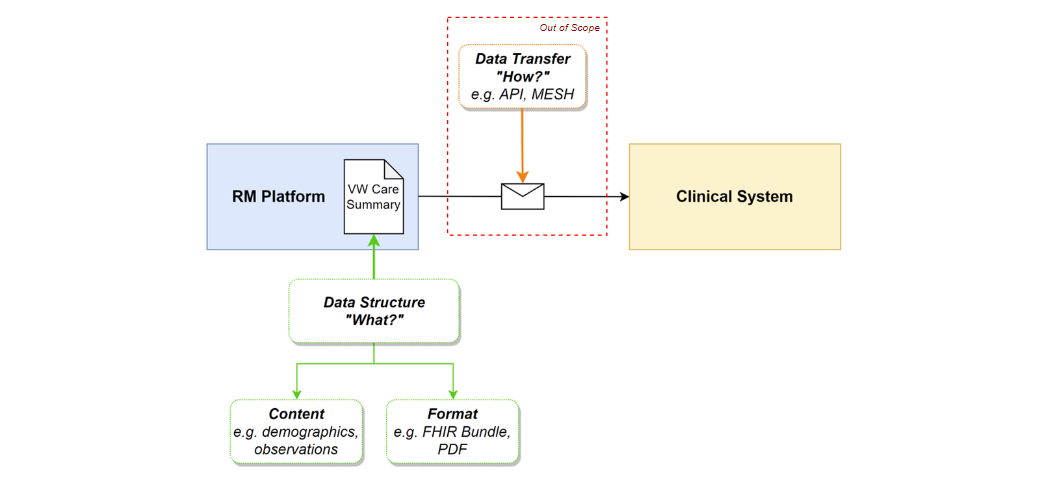 Out of Scope
Data Transfer
"How?"
e.g. API, MESH
RM Platform
VW Care
Summary
Clinical System
Data Structure
"What?"
Content
e.g. demographics,
observations
Format
e.g. FHIR Bundle,
PDF